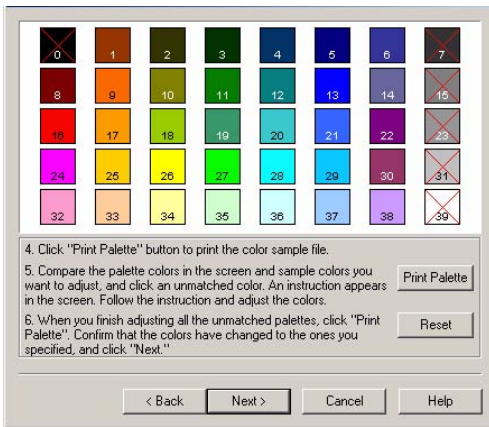 0 1 2 3 4 5 6 7
8 9 10 11 12 13 14 15
16 17 18 19 20 21 22 23
24 25 26 27 28 29 30 31
32 33 34 35 36 37 38 39
4. Click "Print Palette" button to print the color sample file.
5. Compare the palette colors in the screen and sample colors you
want to adjust, and click an unmatched color. An instruction appears
in the screen. Follow the instruction and adjust the colors.
Print Palette
6. When you finish adjusting all the unmatched palettes, click "Print
Palette". Confirm that the colors have changed to the ones you
specified, and click "Next."
Reset
< Back Next > Cancel Help